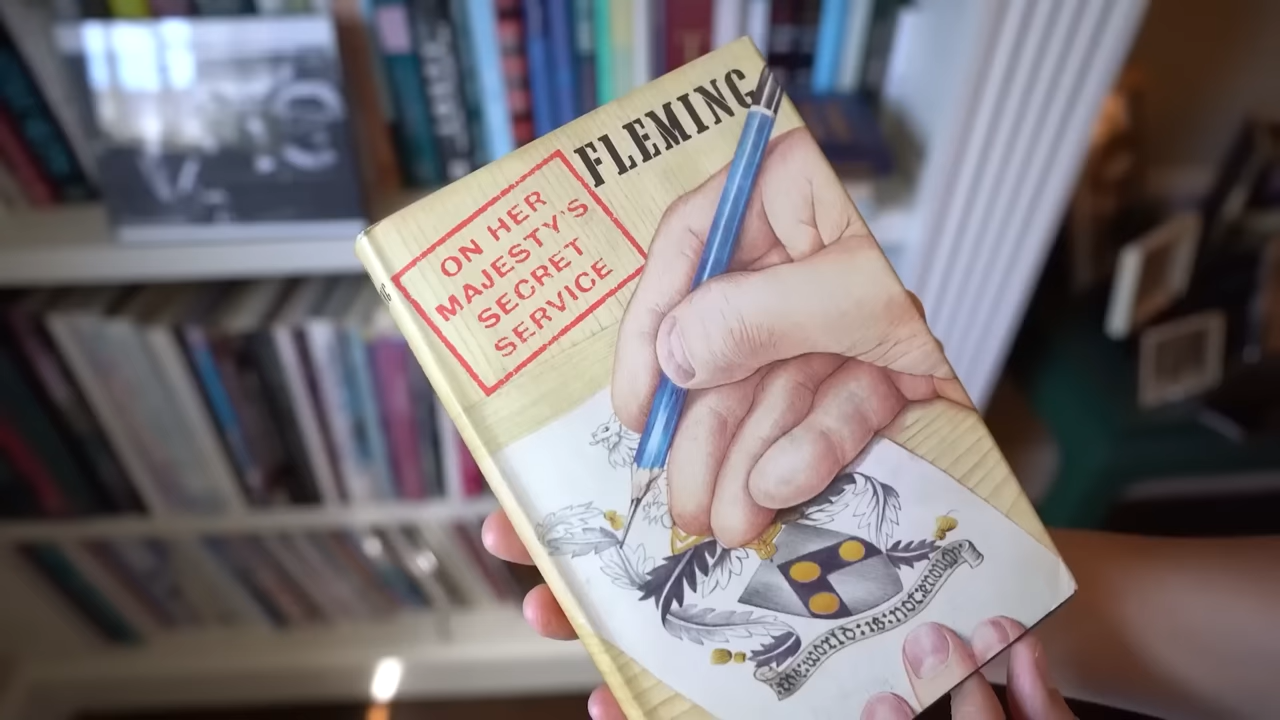 FLEMING
ON HER
MAJESTY'S
SECRET
SERVICE
the:world:is:not:enough